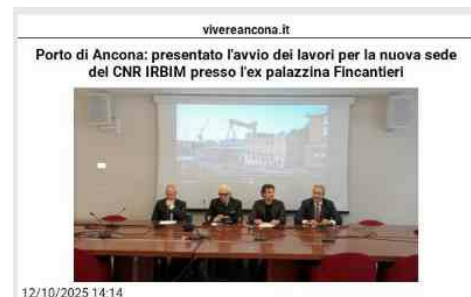 vivereancona.it
Porto di Ancona: presentato l'avvio dei lavori per la nuova sede
del CNR IRBIM presso l'ex palazzina Fincantieri
12/10/2025 14:14